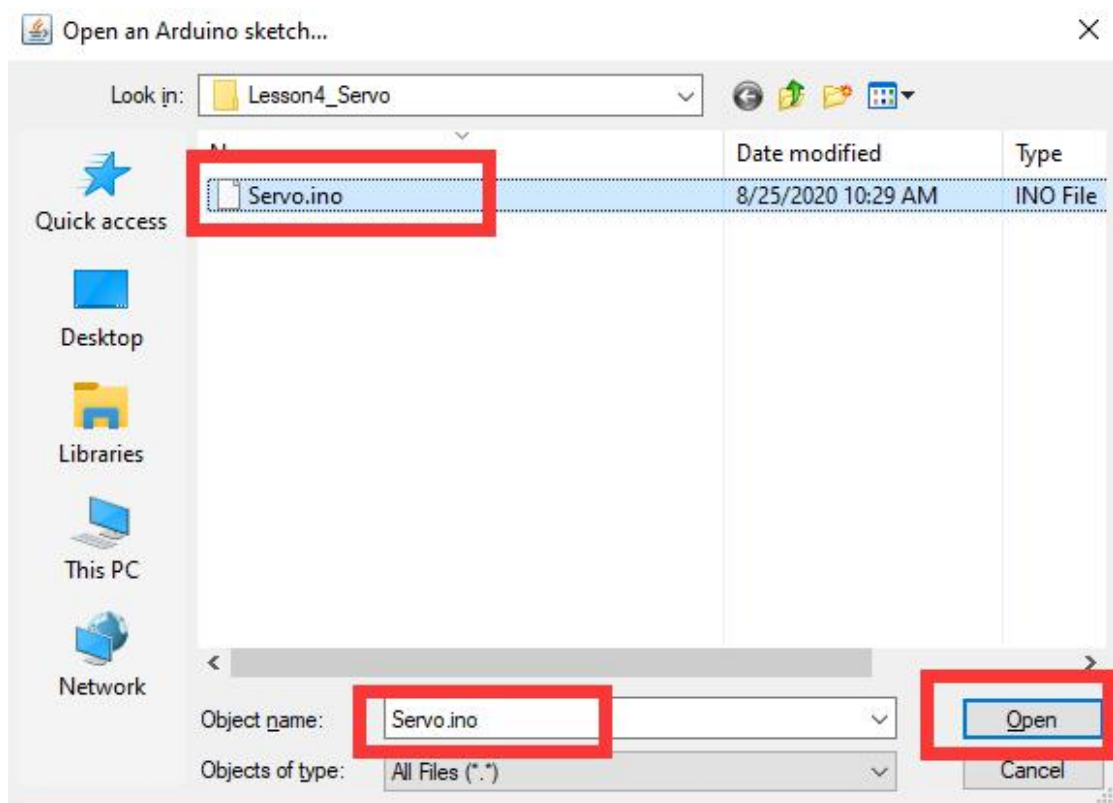 Open an Arduino sketch...
Look in: Lesson4_Servo
Date modified Type
Servo.ino 8/25/2020 10:29 AM INO File
Quick access
Desktop
Libraries
This PC
Network
Object name: Servo.ino Open
Objects of type: All Files (*.*) Cancel